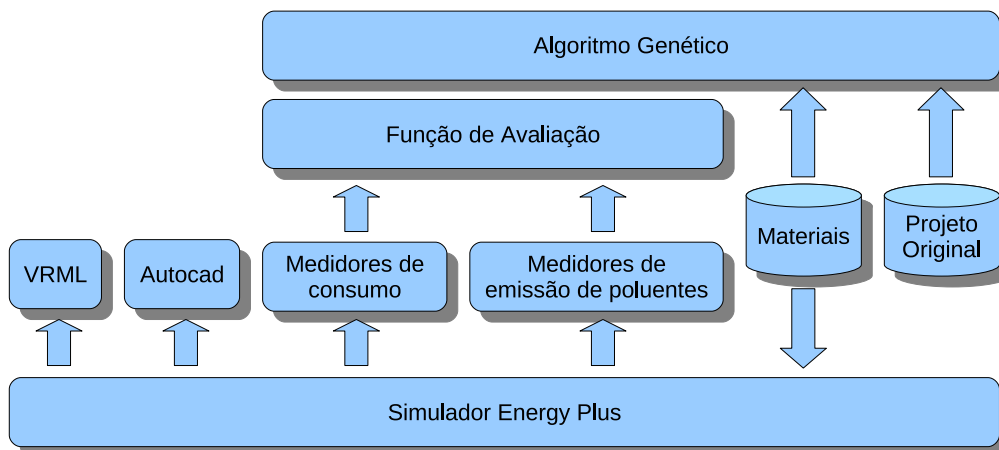 Algoritmo Genético
Função de Avaliação
VRML
Autocad
Medidores de
consumo
Medidores de
emissão de poluentes
Materiais
Projeto
Original
Simulador Energy Plus